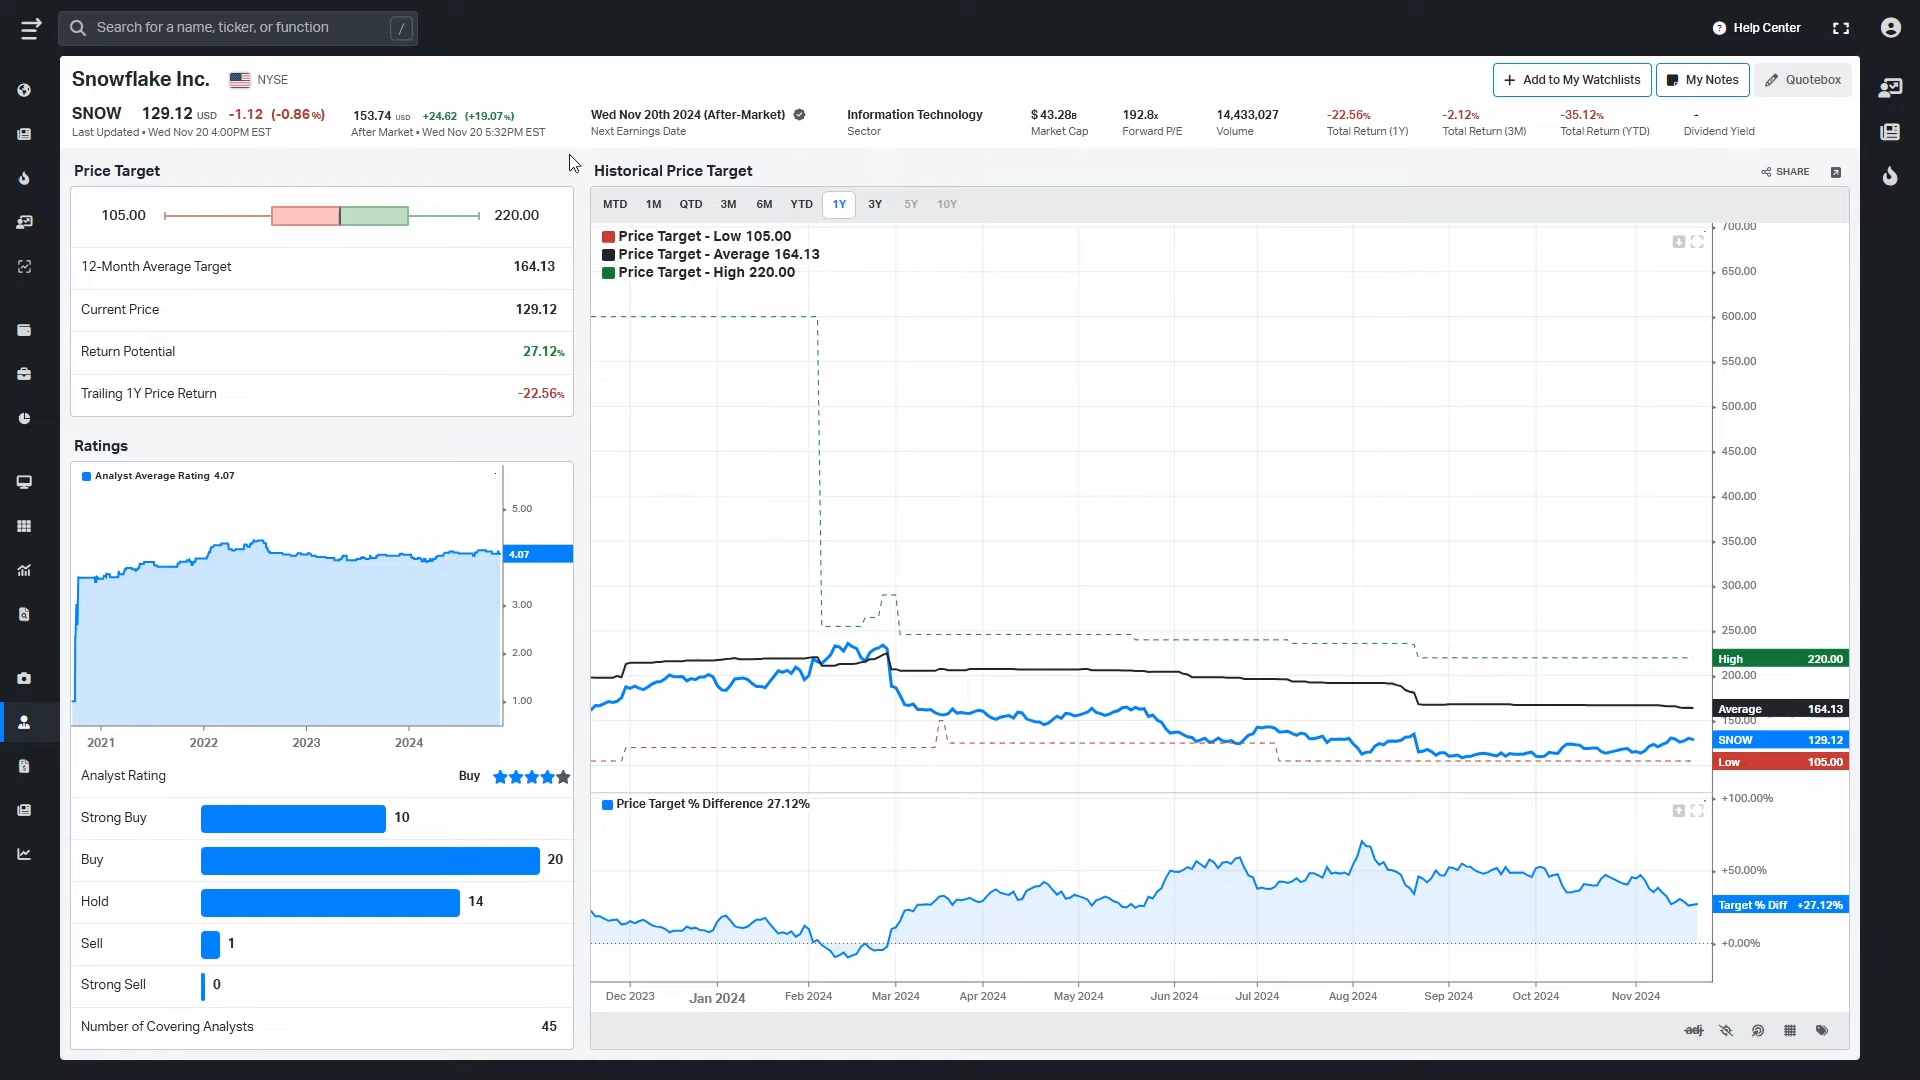 Search for a name, ticker, or function /
Help Center
Snowflake Inc. NYSE
+ Add to My Watchlists My Notes Quotebox
SNOW 129.12 USD -1.12 (-0.86%) 153.74 USD +24.62 (+19.07%) Wed Nov 20th 2024 (After-Market) Information Technology $ 43.28B 192.8x 14,433,027 -22.56% -2.12% -35.12% -
Last Updated • Wed Nov 20 4:00PM EST After Market • Wed Nov 20 5:32PM EST Next Earnings Date Sector Market Cap Forward P/E Volume Total Return (1Y) Total Return (3M) Total Return (YTD) Dividend Yield
Price Target
105.00 220.00
12-Month Average Target 164.13
Current Price 129.12
Return Potential 27.12%
Trailing 1Y Price Return -22.56%
Ratings
Analyst Average Rating 4.07
5.00
4.07
3.00
2.00
1.00
2021 2022 2023 2024
Analyst Rating Buy
Strong Buy 10
Buy 20
Hold 14
Sell 1
Strong Sell 0
Number of Covering Analysts 45
Historical Price Target SHARE
MTD 1M QTD 3M 6M YTD 1Y 3Y 5Y 10Y
Price Target - Low 105.00
Price Target - Average 164.13
Price Target - High 220.00
700.00
650.00
600.00
550.00
500.00
450.00
400.00
350.00
300.00
250.00
High 220.00
200.00
Average 164.13
150.00
SNOW 129.12
Low 105.00
Price Target % Difference 27.12%
+100.00%
+50.00%
Target % Diff +27.12%
+0.00%
Dec 2023 Jan 2024 Feb 2024 Mar 2024 Apr 2024 May 2024 Jun 2024 Jul 2024 Aug 2024 Sep 2024 Oct 2024 Nov 2024
adj